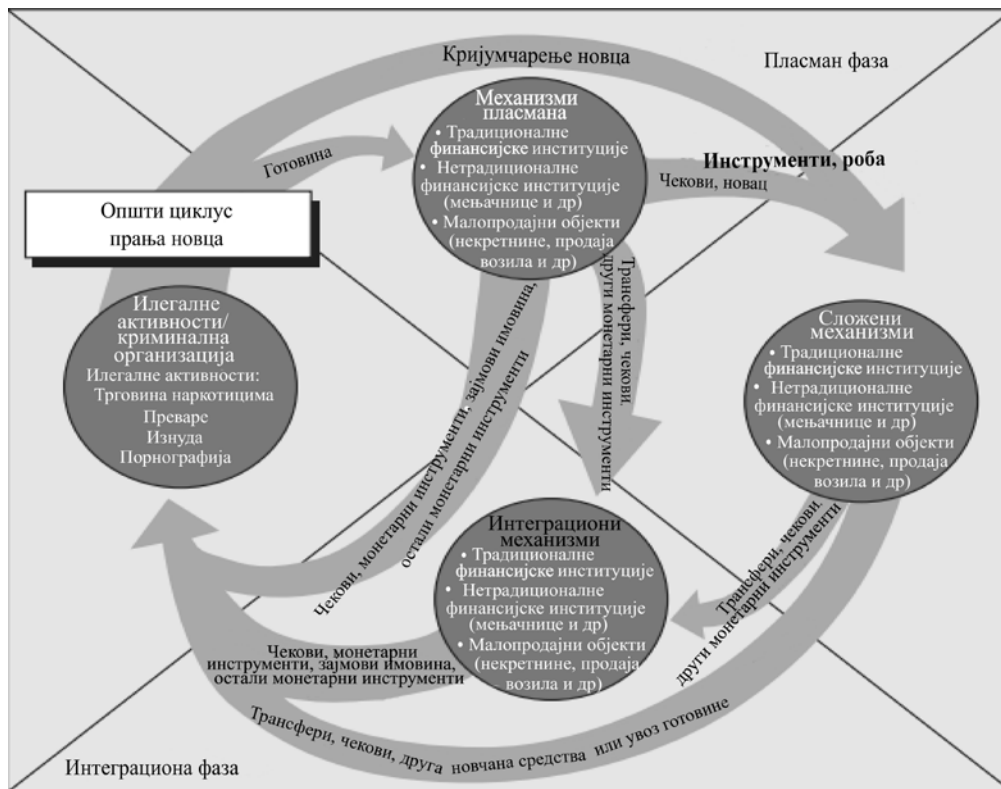 Кријумчарење новца
Пласман фаза
Механизми
пласмана
• Традиционалне
финансијске институције
• Нетрадиционалне
финансијске институције
(мењачнице и др)
• Малопродајни објекти
(некретнине, продаја
возила и др)
Готовина
Инструменти, роба
Чекови, новац
Општи циклус
прања новца
Илегалне
активности/
криминална
организација
Илегалне активности:
Трговина наркотицима
Преваре
Изнуда
Порнографија
Трансфери, чекови.
други монетарни инструменти
Чекови, монетарни инструменти, зајмови имовина,
остали монетарни инструменти
Сложени
механизми
• Традиционалне
финансијске институције
• Нетрадиционалне
финансијске институције
(мењачнице и др)
• Малопродајни објекти
(некретнине, продаја
возила и др)
Интеграциони
механизми
• Традиционалне
финансијске институције
• Нетрадиционалне
финансијске институције
(мењачнице и др)
• Малопродајни објекти
(некретнине, продаја
возила и др)
Трансфери, чекови.
други монетарни инструменти
Чекови, монетарни
инструменти, зајмови имовина,
остали монетарни инструменти
Трансфери, чекови, друга новчана средства или увоз готовине
Интеграциона фаза